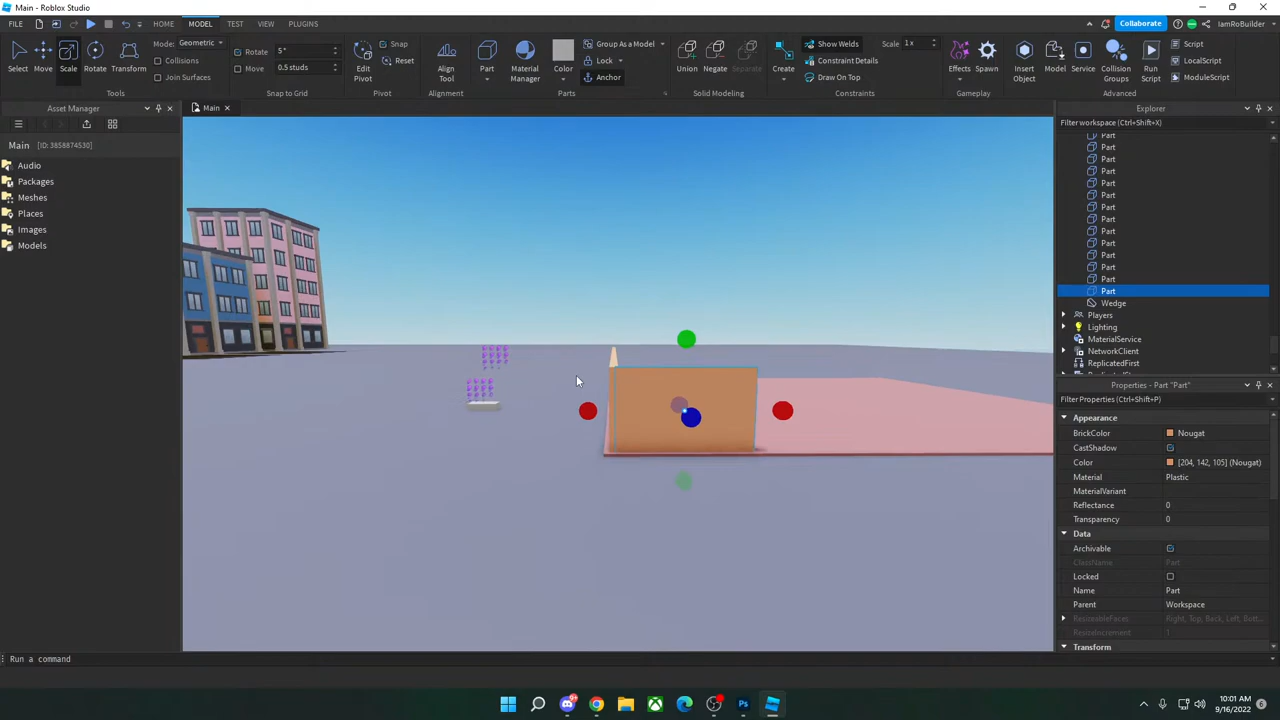 Main - Roblox Studio
FILE HOME MODEL TEST VIEW PLUGINS Collaborate IamRoBuilder
Select Move Scale Rotate Transform
Mode: Geometric
Collisions
Join Surfaces
Tools
Rotate 5 °
Move 0.5 studs
Snap to Grid
Edit Pivot
Snap
Reset
Pivot
Align Tool
Alignment
Part
Material Manager
Color
Group As a Model
Lock
Anchor
Parts
Union Negate Separate
Solid Modeling
Create
Show Welds
Constraint Details
Draw On Top
Scale 1 x
Constraints
Effects Spawn
Gameplay
Insert Object
Model Service
Collision Groups
Run Script
Script
LocalScript
ModuleScript
Advanced
Asset Manager
Main [ID: 3858874530]
Audio
Packages
Meshes
Places
Images
Models
Main
Explorer
Filter workspace (Ctrl+Shift+X)
Part
Part
Part
Part
Part
Part
Part
Part
Part
Part
Part
Part
Part
Part
Wedge
Players
Lighting
MaterialService
NetworkClient
ReplicatedFirst
Properties - Part "Part"
Filter Properties (Ctrl+Shift+P)
Appearance
BrickColor Nougat
CastShadow
Color [204, 142, 105] (Nougat)
Material Plastic
MaterialVariant
Reflectance 0
Transparency 0
Data
Archivable
ClassName Part
Locked
Name Part
Parent Workspace
ResizeableFaces Right, Top, Back, Left, Bott...
ResizeIncrement 1
Transform
Run a command
10:01 AM
9/16/2022